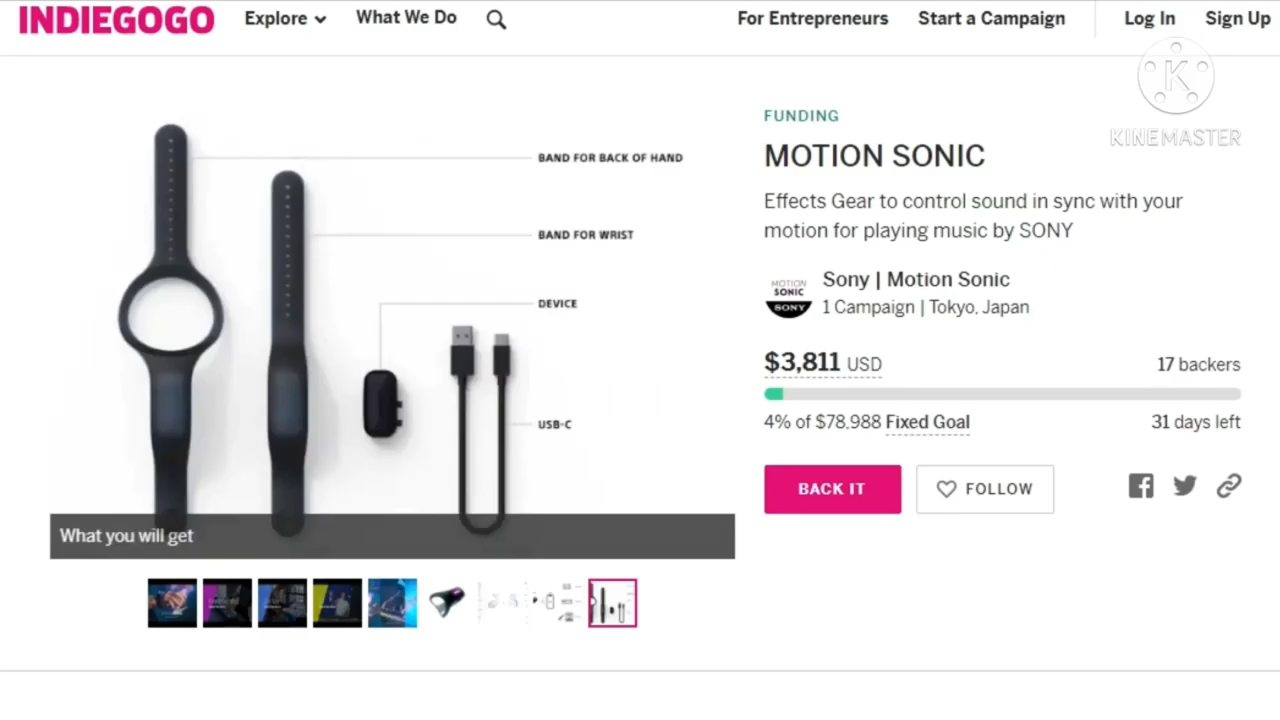 INDIEGOGO Explore What We Do For Entrepreneurs Start a Campaign Log In Sign Up
KINEMASTER
BAND FOR BACK OF HAND
BAND FOR WRIST
DEVICE
USB-C
What you will get
FUNDING
MOTION SONIC
Effects Gear to control sound in sync with your
motion for playing music by SONY
MOTION
SONIC
SONY
Sony | Motion Sonic
1 Campaign | Tokyo, Japan
$3,811 USD 17 backers
4% of $78,988 Fixed Goal 31 days left
BACK IT FOLLOW